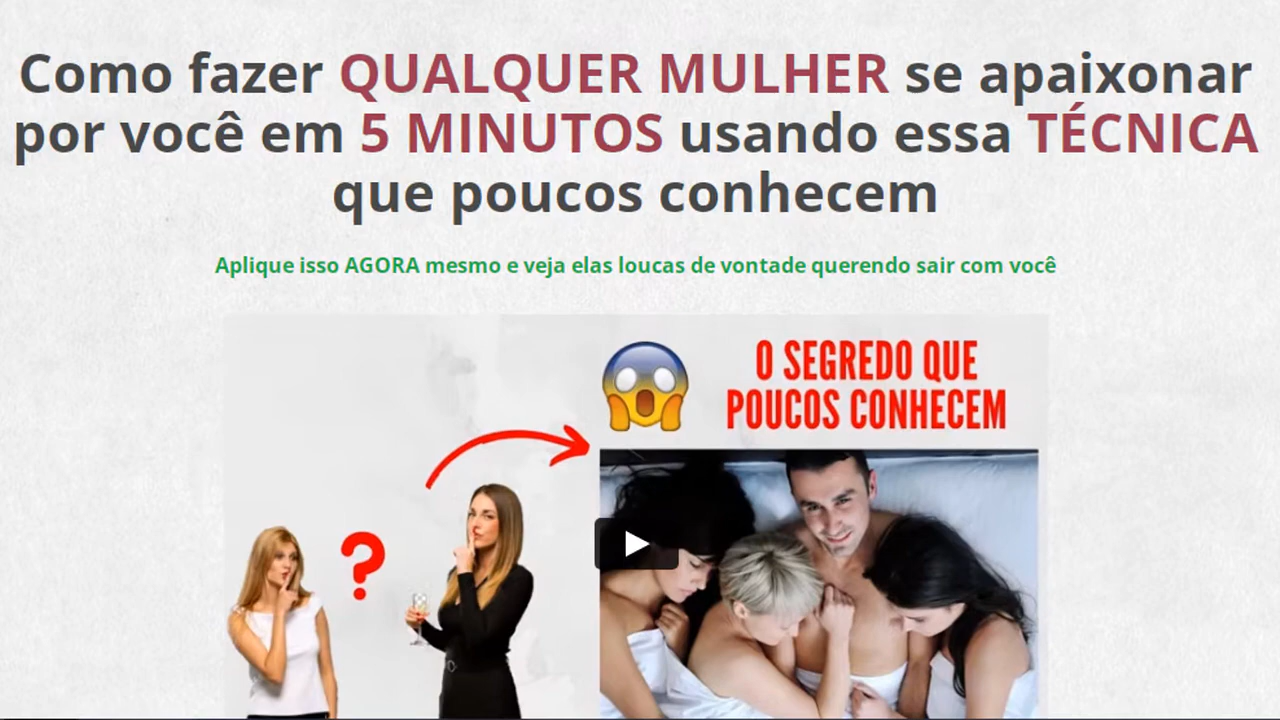 Como fazer QUALQUER MULHER se apaixonar
por você em 5 MINUTOS usando essa TÉCNICA
que poucos conhecem
Aplique isso AGORA mesmo e veja elas loucas de vontade querendo sair com você
O SEGREDO QUE
POUCOS CONHECEM
?